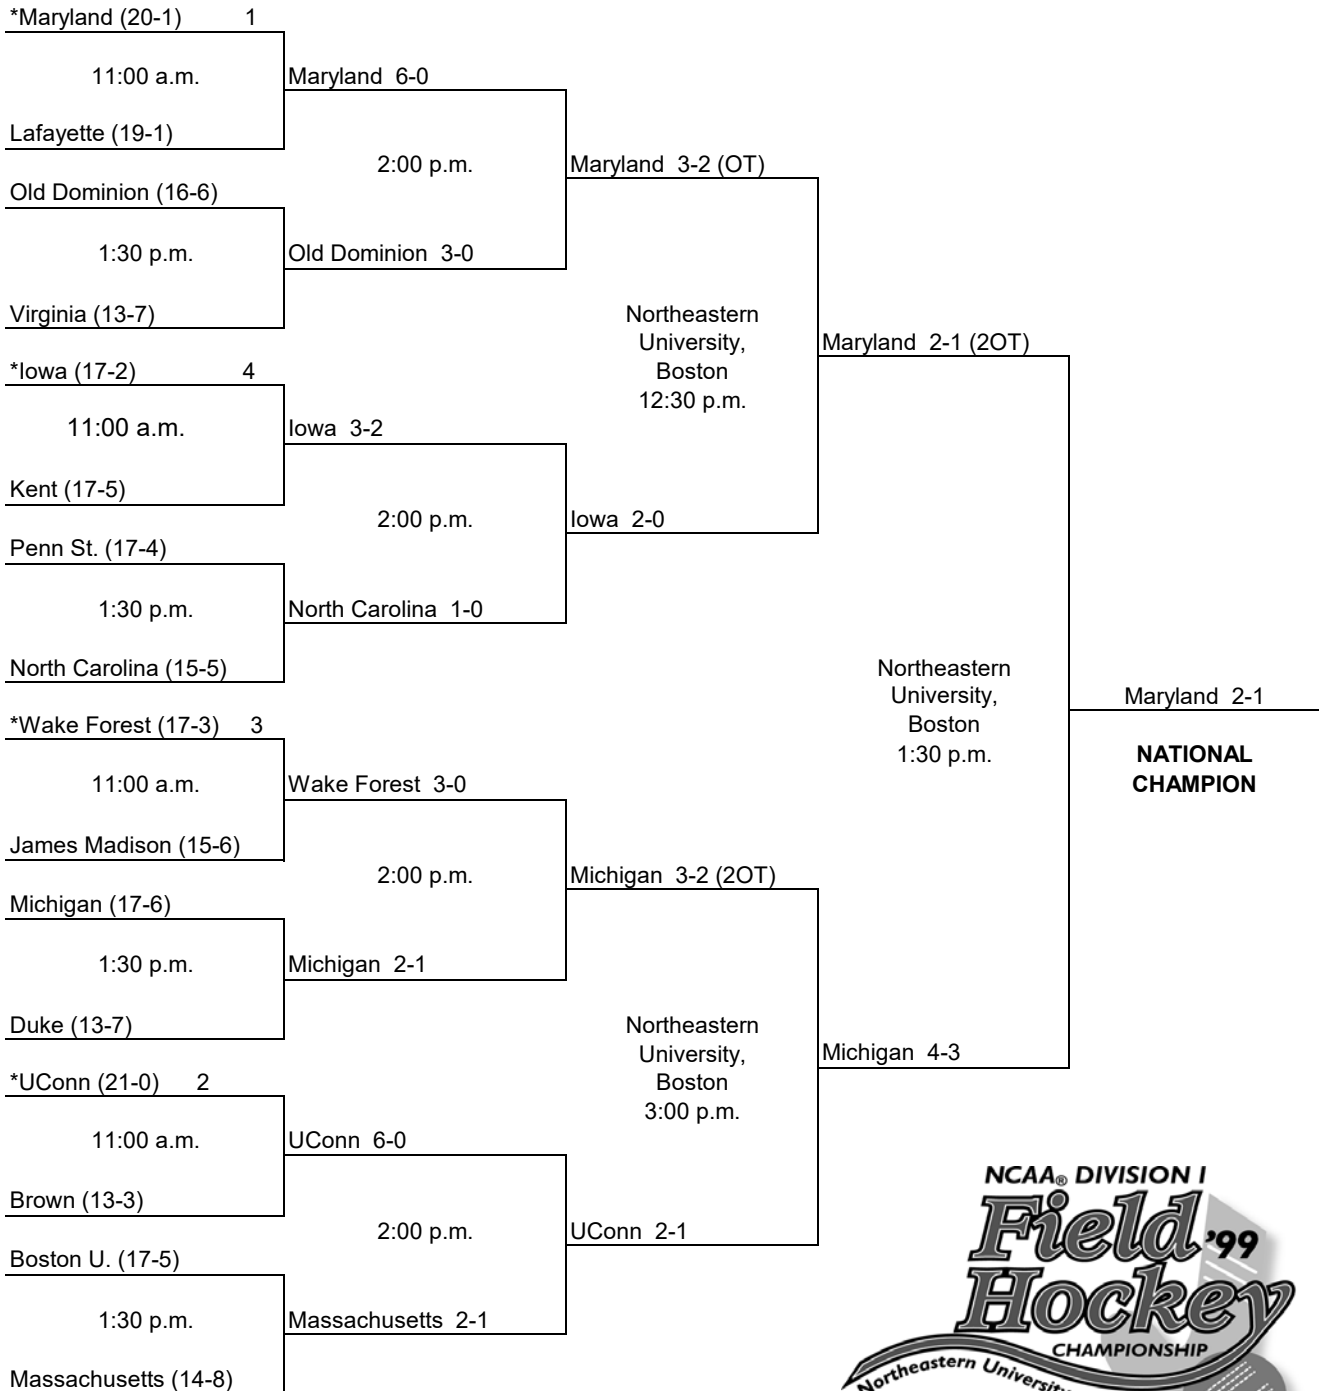 *Maryland (20-1) 1
11:00 a.m.
Lafayette (19-1)
Maryland 6-0
2:00 p.m.
Old Dominion (16-6)
1:30 p.m.
Virginia (13-7)
Old Dominion 3-0
Maryland 3-2 (OT)
*Iowa (17-2) 4
11:00 a.m.
Kent (17-5)
Iowa 3-2
2:00 p.m.
Penn St. (17-4)
1:30 p.m.
North Carolina (15-5)
North Carolina 1-0
Iowa 2-0
Northeastern
University,
Boston
12:30 p.m.
Maryland 2-1 (2OT)
*Wake Forest (17-3) 3
11:00 a.m.
James Madison (15-6)
Wake Forest 3-0
2:00 p.m.
Michigan (17-6)
1:30 p.m.
Duke (13-7)
Michigan 2-1
Michigan 3-2 (2OT)
*UConn (21-0) 2
11:00 a.m.
Brown (13-3)
UConn 6-0
2:00 p.m.
Boston U. (17-5)
1:30 p.m.
Massachusetts (14-8)
Massachusetts 2-1
UConn 2-1
Northeastern
University,
Boston
3:00 p.m.
Michigan 4-3
Northeastern
University,
Boston
1:30 p.m.
Maryland 2-1
NATIONAL
CHAMPION
NCAA® DIVISION I
Field '99
Hockey
CHAMPIONSHIP
Northeastern University